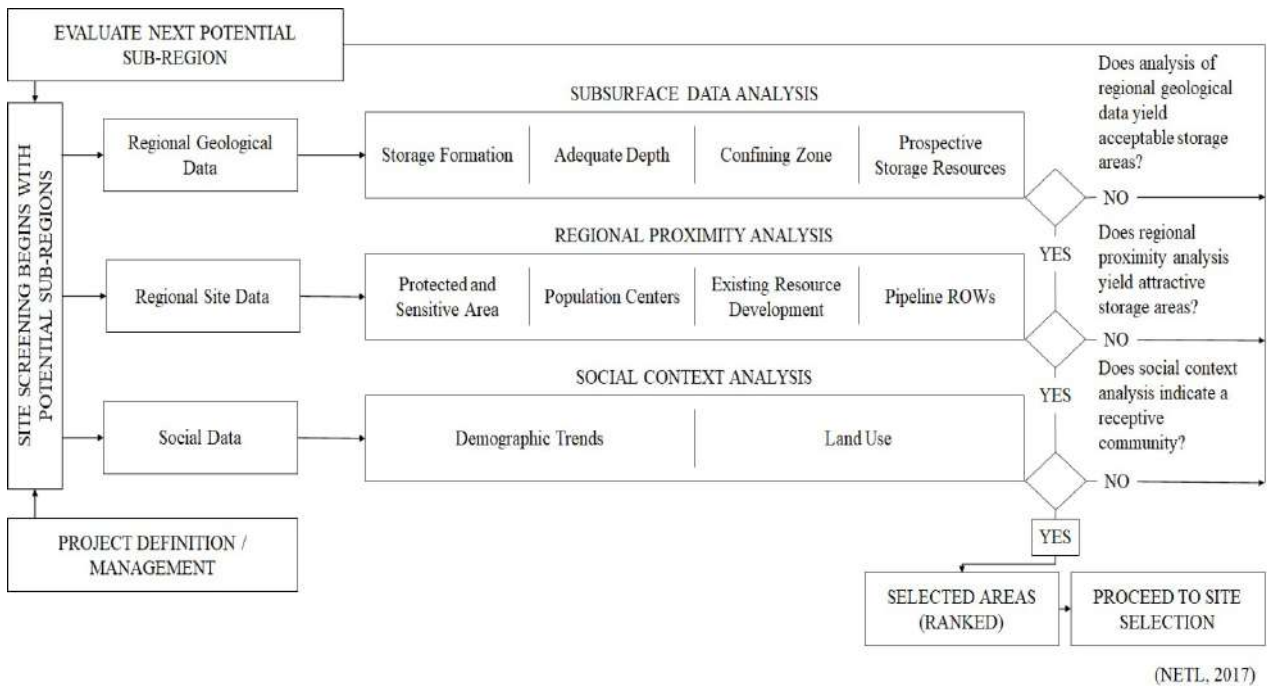 EVALUATE NEXT POTENTIAL
SUB-REGION
SITE SCREENING BEGINS WITH
POTENTIAL SUB-REGIONS
PROJECT DEFINITION /
MANAGEMENT
Regional Geological
Data
SUBSURFACE DATA ANALYSIS
Storage Formation
Adequate Depth
Confining Zone
Prospective
Storage Resources
Does analysis of
regional geological
data yield
acceptable storage
areas?
NO
YES
Regional Site Data
REGIONAL PROXIMITY ANALYSIS
Protected and
Sensitive Area
Population Centers
Existing Resource
Development
Pipeline ROWs
Does regional
proximity analysis
yield attractive
storage areas?
NO
YES
Social Data
SOCIAL CONTEXT ANALYSIS
Demographic Trends
Land Use
Does social context
analysis indicate a
receptive
community?
NO
YES
SELECTED AREAS
(RANKED)
PROCEED TO SITE
SELECTION
(NETL, 2017)